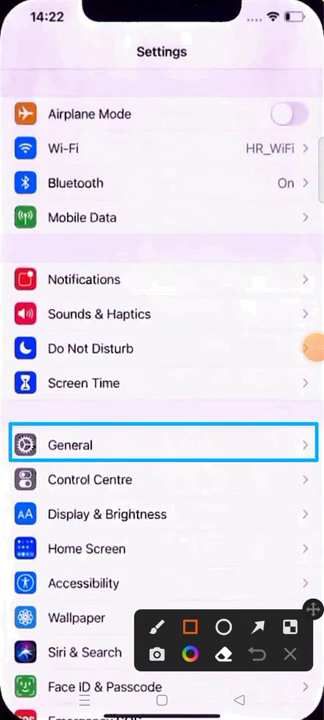 14:22
Settings
Airplane Mode
Wi-Fi HR_WiFi
Bluetooth On
Mobile Data
Notifications
Sounds & Haptics
Do Not Disturb
Screen Time
General
Control Centre
AA Display & Brightness
Home Screen
Accessibility
Wallpaper
Siri & Search
Face ID & Passcode